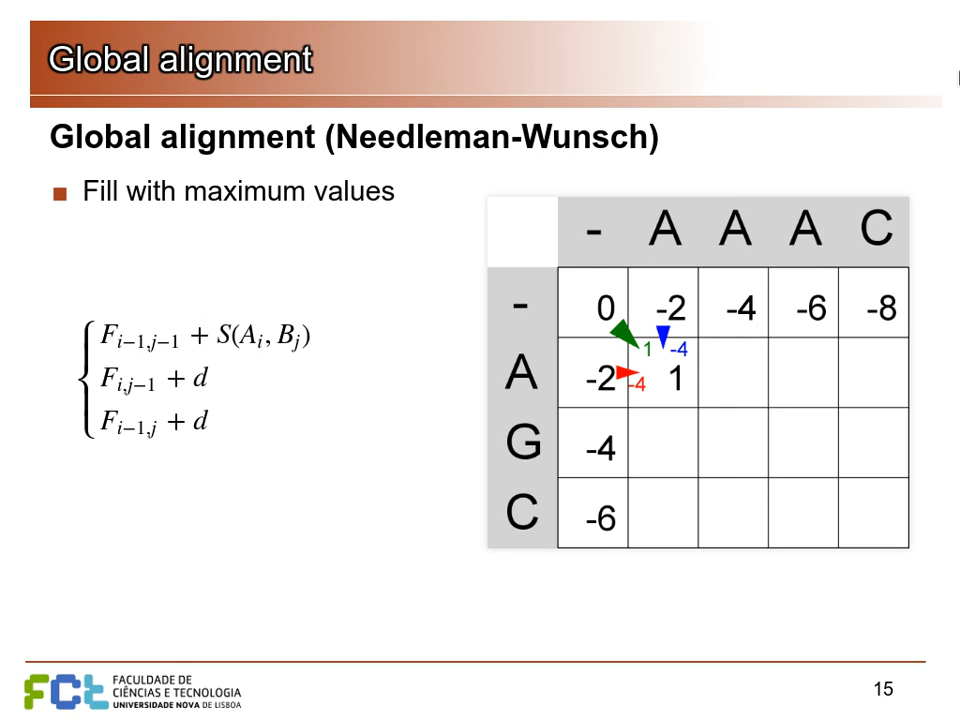 Global alignment
Global alignment (Needleman-Wunsch)
■ Fill with maximum values
F_{i−1,j−1} + S(A_i, B_j)
F_{i,j−1} + d
F_{i−1,j} + d
- A A A C
- 0 -2 -4 -6 -8
1 -4
A -2 -4 1
G -4
C -6
FCt
FACULDADE DE
CIÊNCIAS E TECNOLOGIA
UNIVERSIDADE NOVA DE LISBOA
15